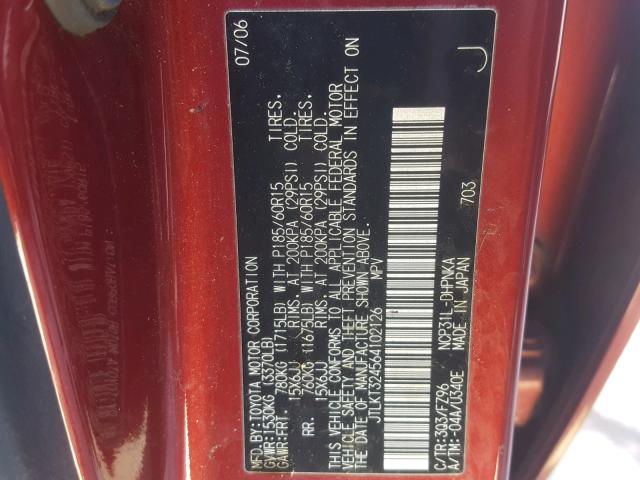 MFD.BY:TOYOTA MOTOR CORPORATION 07/06
GVWR:1530KG (3370LB)
GAWR:FRT. 780KG (1715LB) WITH P185/60R15 TIRES,
15x6JJ RIMS, AT 200KPA (29PSI) COLD.
RR. 760KG (1675LB) WITH P185/60R15 TIRES,
15x6JJ RIMS, AT 200KPA (29PSI) COLD.
THIS VEHICLE CONFORMS TO ALL APPLICABLE FEDERAL MOTOR
VEHICLE SAFETY AND THEFT PREVENTION STANDARDS IN EFFECT ON
THE DATE OF MANUFACTURE SHOWN ABOVE.
JTLKT324564102126 MPV
C/TR:3Q3/FZ96 NCP31L-DHPNKA 703 J
A/TM:-04A/U340E MADE IN JAPAN